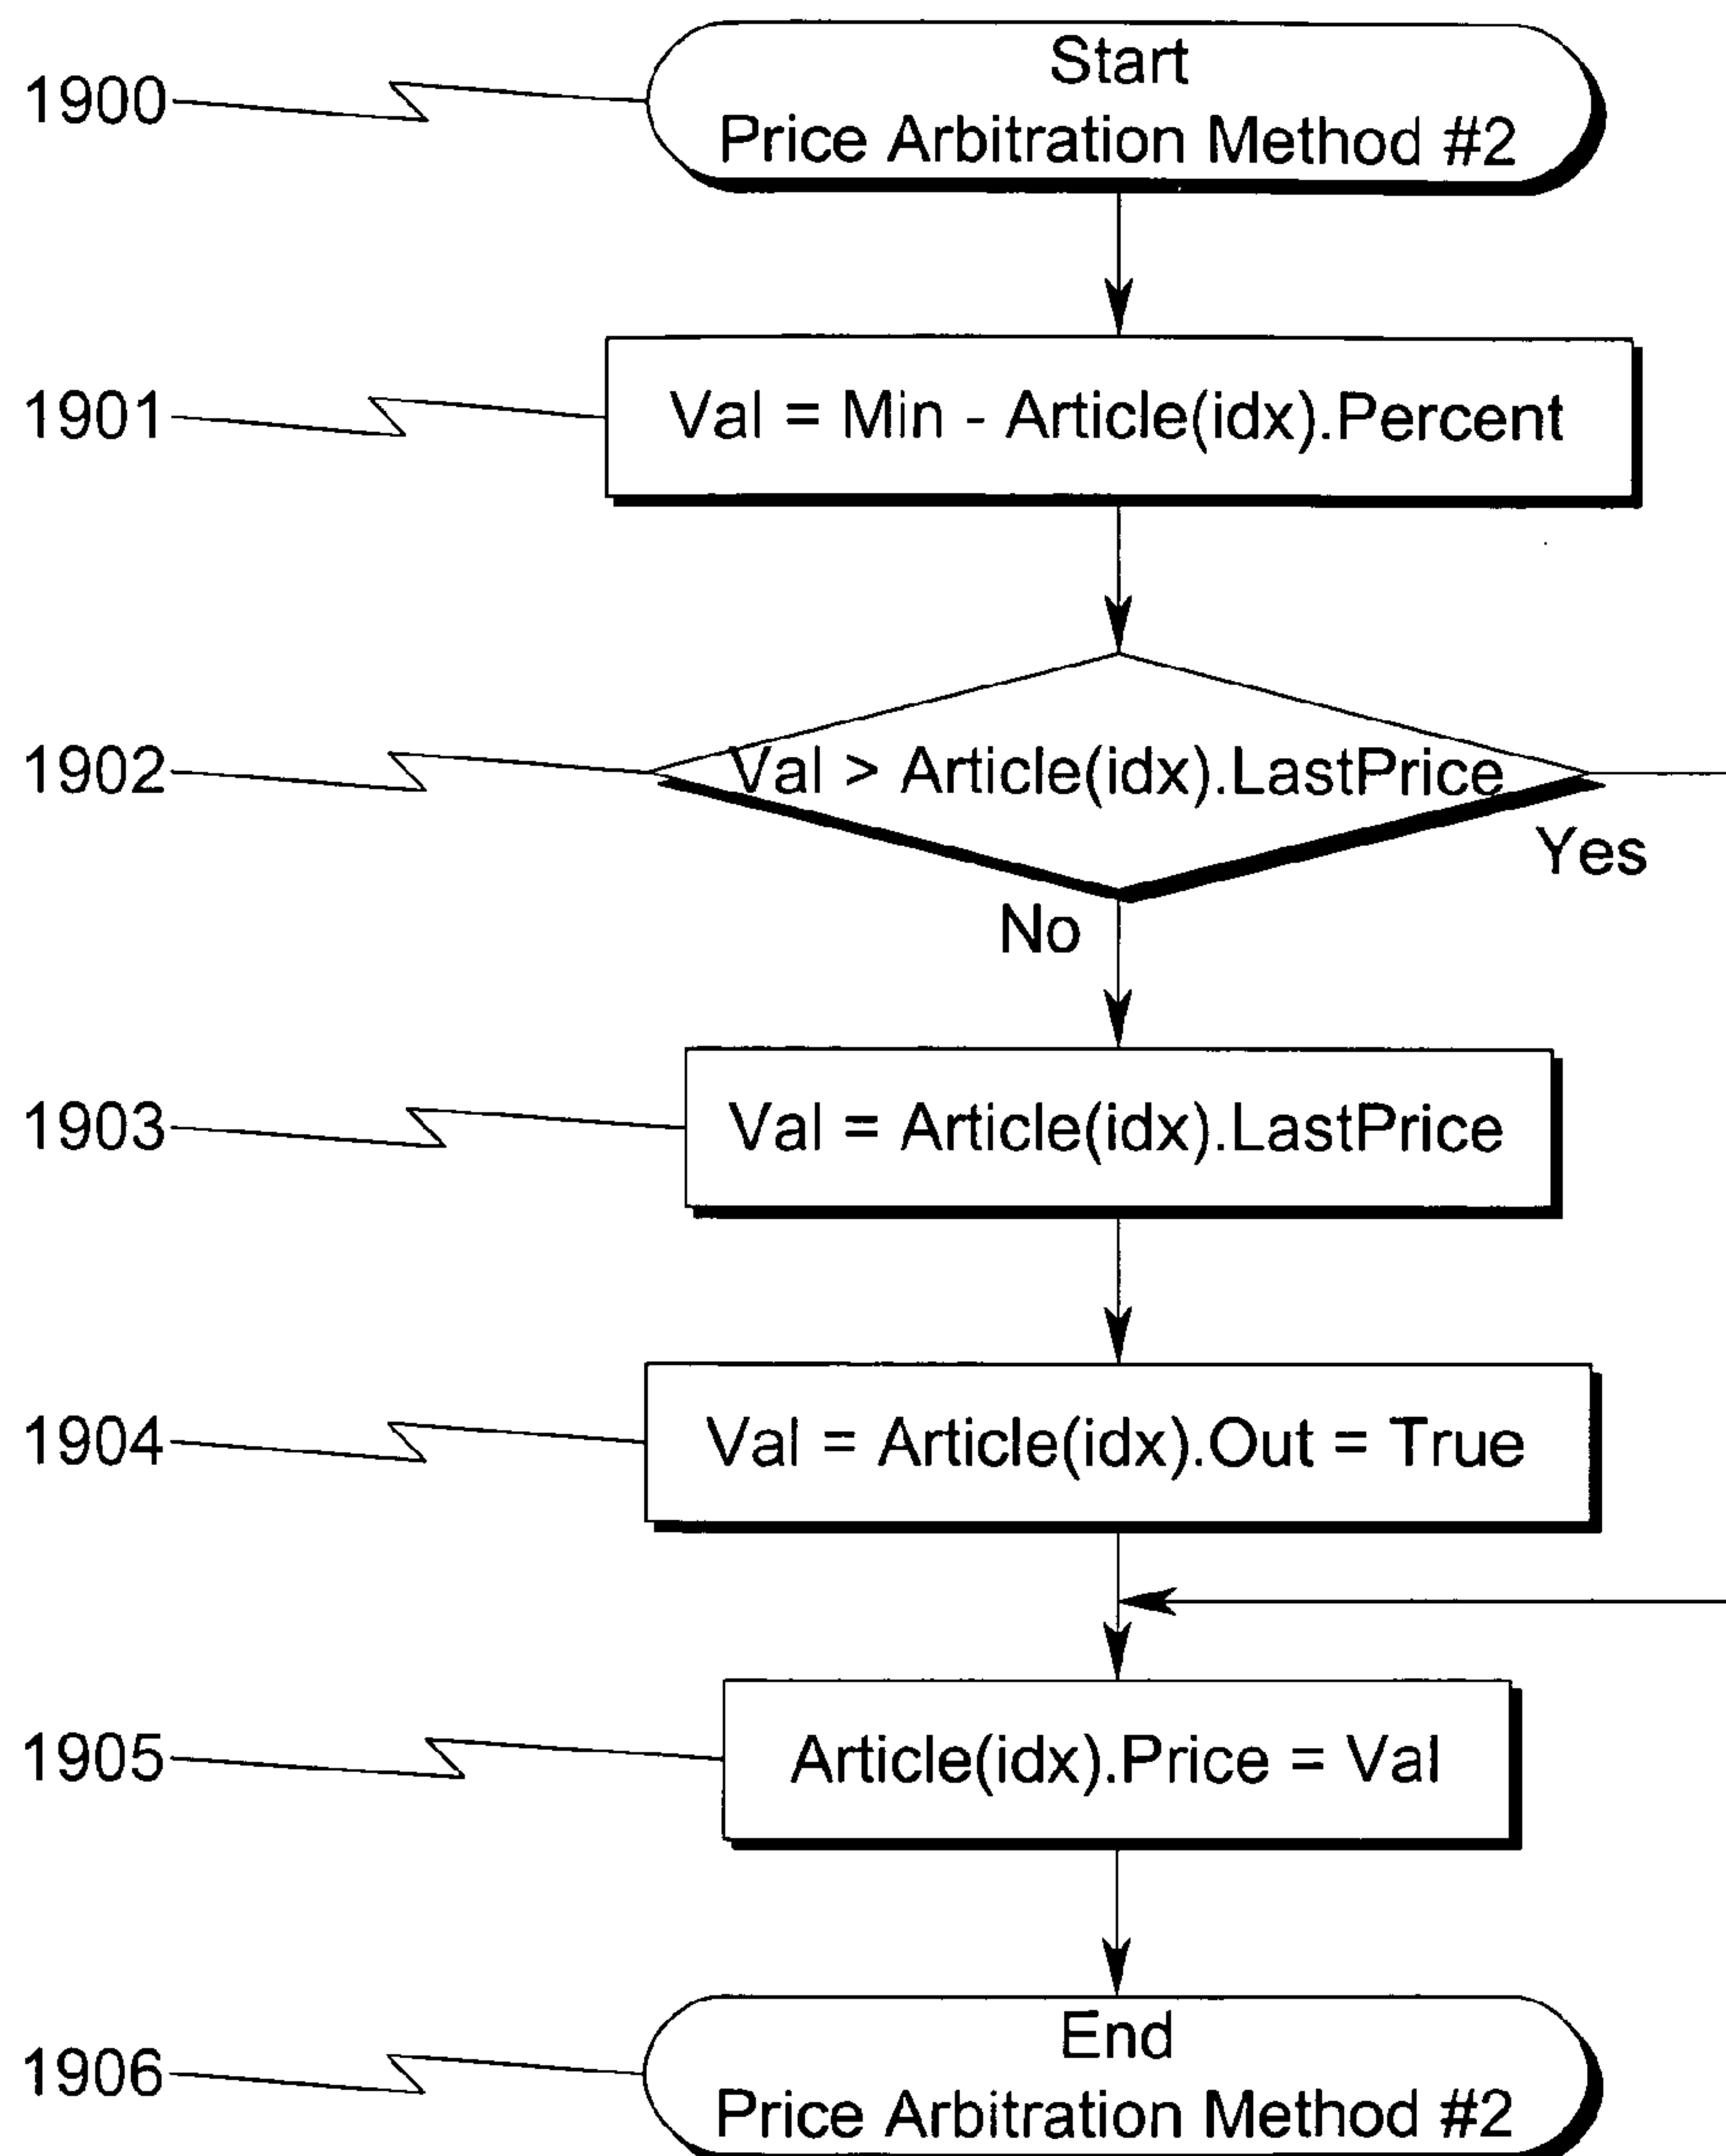 1900
Start
Price Arbitration Method #2
1901
Val = Min - Article(idx).Percent
1902
Val > Article(idx).LastPrice
Yes
No
1903
Val = Article(idx).LastPrice
1904
Val = Article(idx).Out = True
1905
Article(idx).Price = Val
1906
End
Price Arbitration Method #2